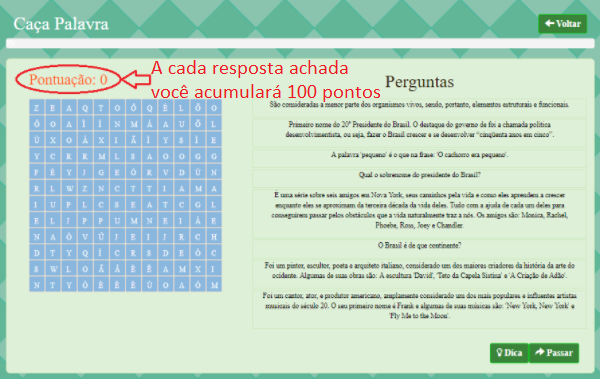 Caça Palavra
Voltar
Pontuação: 0
A cada resposta achada
você acumulará 100 pontos
Z E A Q T O Ô Q Ê L Õ O
Y C R R M L S A O O G G
R L W Z N C T T I A M A
I U P L C S E A T C G L
Perguntas
São consideradas a menor parte dos organismos vivos, sendo, portanto, elementos estruturais e funcionais.
Primeiro nome do 20º Presidente do Brasil. O destaque do governo de foi a chamada política
desenvolvimentista, ou seja, fazer o Brasil crescer e se desenvolver “cinqüenta anos em cinco”.
A palavra 'pequeno' é o que na frase: 'O cachorro era pequeno'.
Qual o sobrenome do presidente do Brasil?
É uma série sobre seis amigos em Nova York, seus caminhos pela vida e como eles aprendem a crescer
enquanto eles se aproximam da terceira década da vida deles. Tudo com a ajuda de cada um deles para
conseguirem passar pelos obstáculos que a vida naturalmente traz a nós. Os amigos são: Monica, Rachel,
Phoebe, Ross, Joey e Chandler.
O Brasil é de que continente?
Foi um pintor, escultor, poeta e arquiteto italiano, considerado um dos maiores criadores da história da arte do
ocidente. Algumas de suas obras são: A escultura 'David', 'Teto da Capela Sistina' e 'A Criação de Adão'.
Foi um cantor, ator, e produtor americano, amplamente considerado um dos mais populares e influentes artistas
musicais do século 20. O seu primeiro nome é Frank e algumas de suas músicas são: 'New York, New York' e
'Fly Me to the Moon'.
Dica
Passar